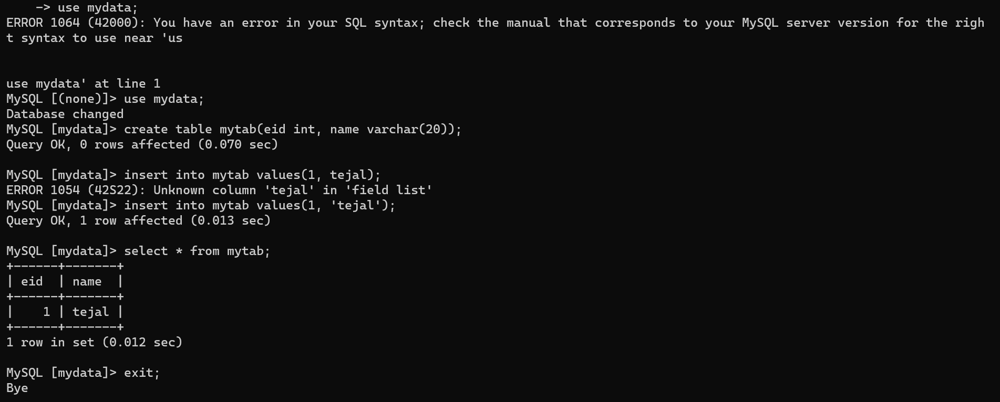 -> use mydata;
ERROR 1064 (42000): You have an error in your SQL syntax; check the manual that corresponds to your MySQL server version for the righ
t syntax to use near 'us
use mydata' at line 1
MySQL [(none)]> use mydata;
Database changed
MySQL [mydata]> create table mytab(eid int, name varchar(20));
Query OK, 0 rows affected (0.070 sec)
MySQL [mydata]> insert into mytab values(1, tejal);
ERROR 1054 (42S22): Unknown column 'tejal' in 'field list'
MySQL [mydata]> insert into mytab values(1, 'tejal');
Query OK, 1 row affected (0.013 sec)
MySQL [mydata]> select * from mytab;
+------+-------+
| eid  | name  |
+------+-------+
|    1 | tejal |
+------+-------+
1 row in set (0.012 sec)
MySQL [mydata]> exit;
Bye